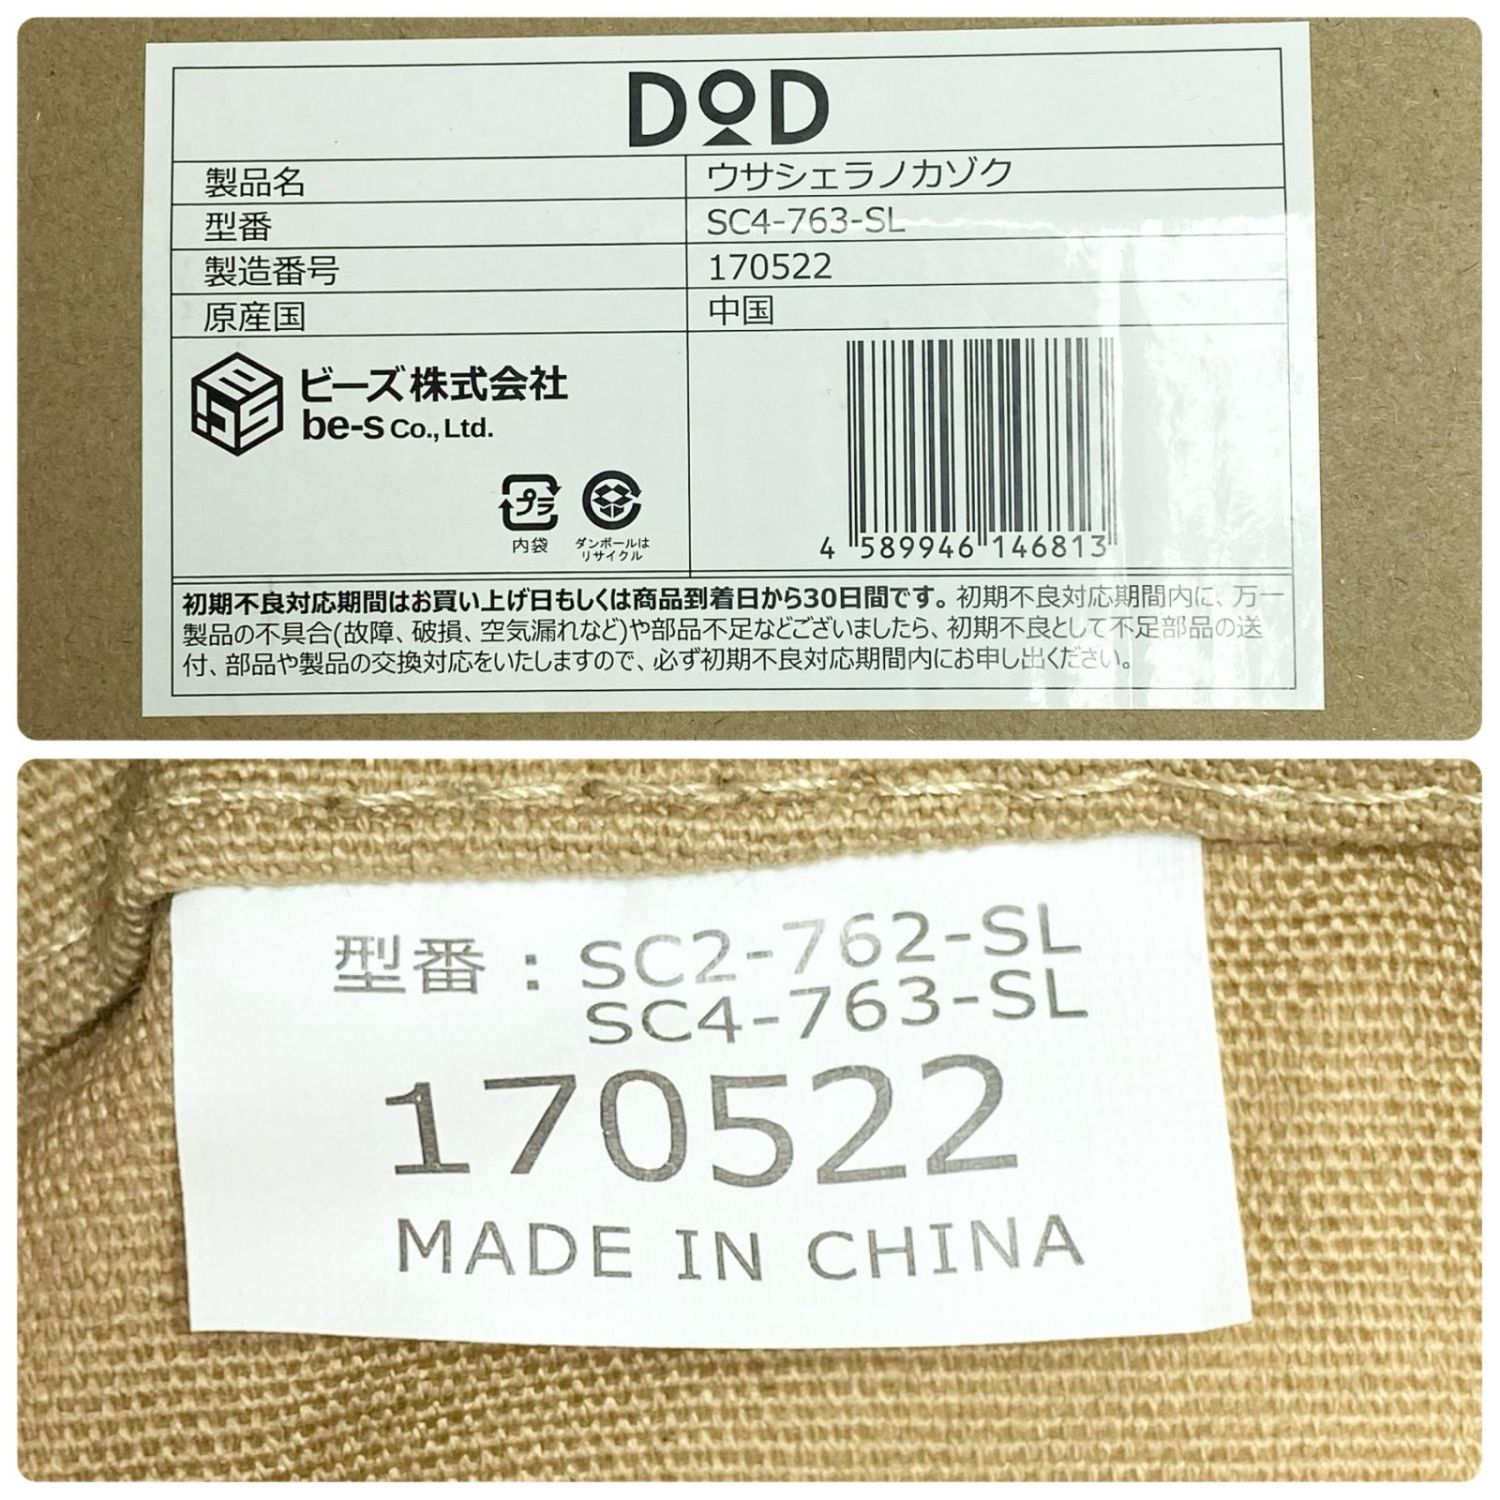 DOD
製品名 ウサシェラノカゾク
型番 SC4-763-SL
製造番号 170522
原産国 中国
ビーズ株式会社
be-s Co., Ltd.
プラ
内袋
ダンボールは
リサイクル
4 589946 146813
初期不良対応期間はお買い上げ日もしくは商品到着日から30日間です。初期不良対応期間内に、万一
製品の不具合(故障、破損、空気漏れなど)や部品不足などございましたら、初期不良として不足部品の送
付、部品や製品の交換対応をいたしますので、必ず初期不良対応期間内にお申し出ください。
型番:SC2-762-SL
SC4-763-SL
170522
MADE IN CHINA